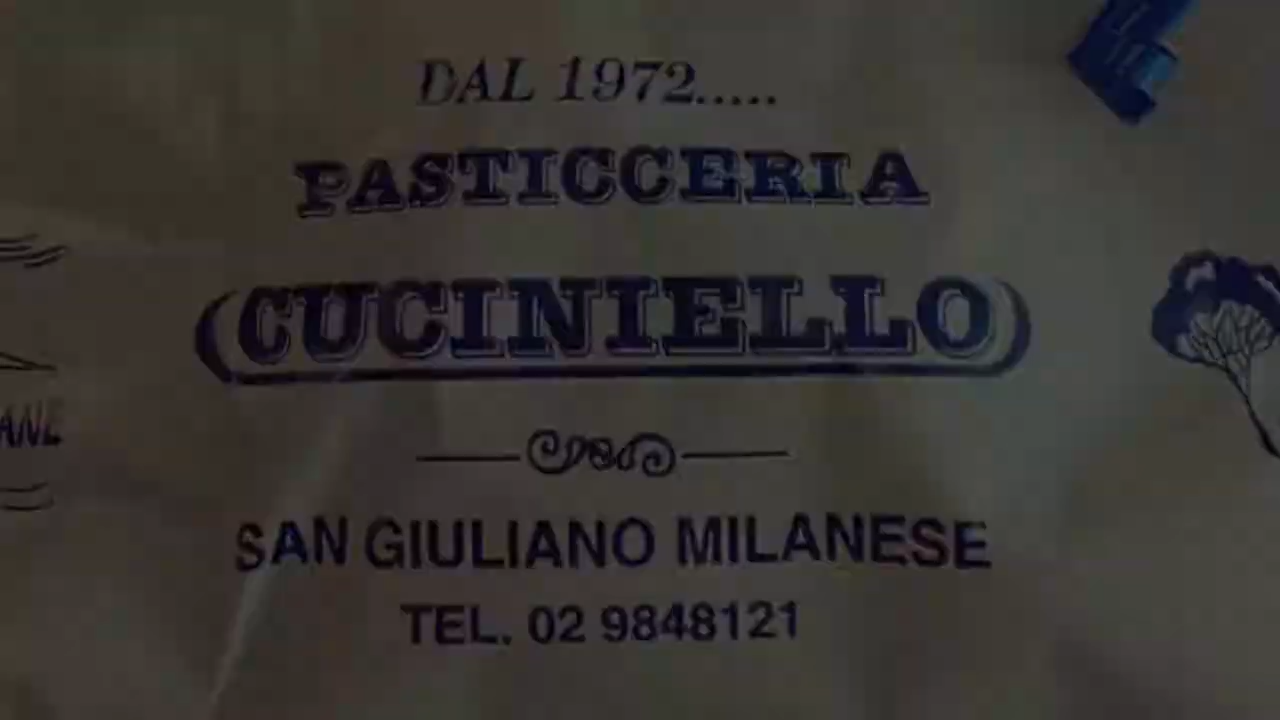 DAL 1972.....
PASTICCERIA
CUCINIELLO
SAN GIULIANO MILANESE
TEL. 02 9848121